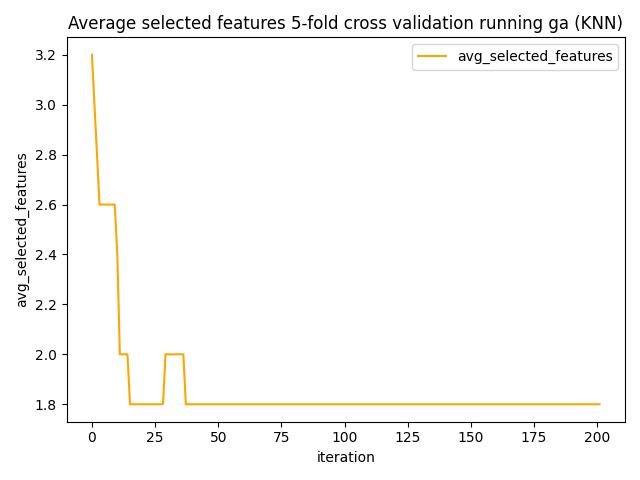 Average selected features 5-fold cross validation running ga (KNN)
avg_selected_features
3.2
3.0
2.8
2.6
2.4
2.2
2.0
1.8
avg_selected_features
0 25 50 75 100 125 150 175 200
iteration